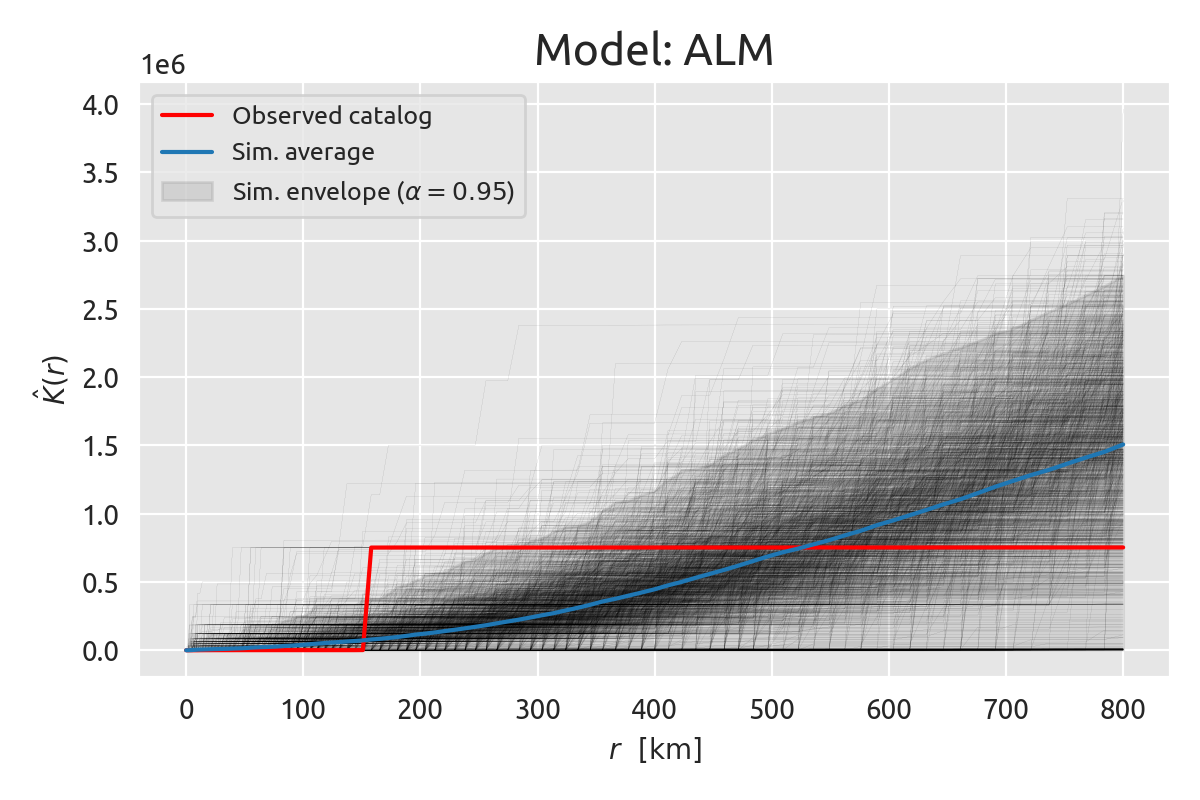 Model: ALM
1e6
Observed catalog
Sim. average
Sim. envelope (α = 0.95)
4.0
3.5
3.0
2.5
2.0
1.5
1.0
0.5
0.0
K̂(r)
0 100 200 300 400 500 600 700 800
r [km]